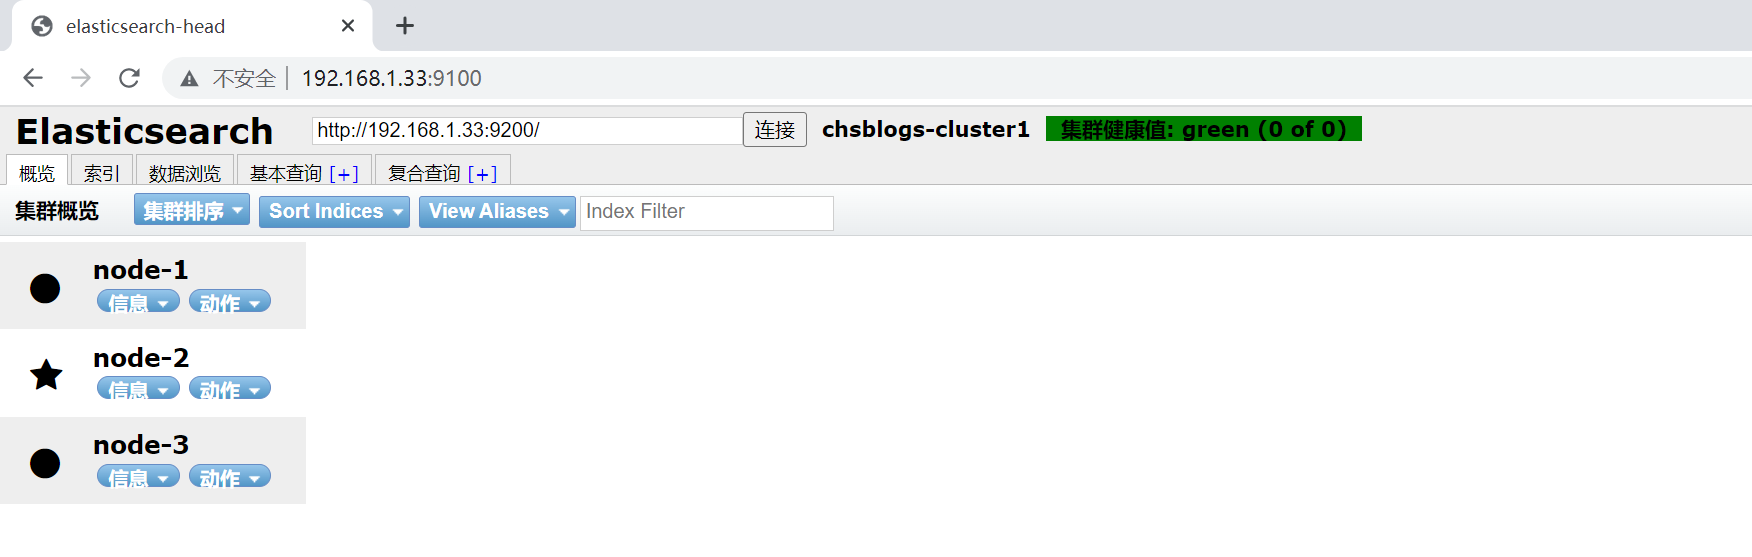 elasticsearch-head
不安全 192.168.1.33:9100
Elasticsearch http://192.168.1.33:9200/ 连接 chsblogs-cluster1 集群健康值: green (0 of 0)
概览 索引 数据浏览 基本查询 [+] 复合查询 [+]
集群概览 集群排序 Sort Indices View Aliases Index Filter
node-1
信息 动作
node-2
信息 动作
node-3
信息 动作